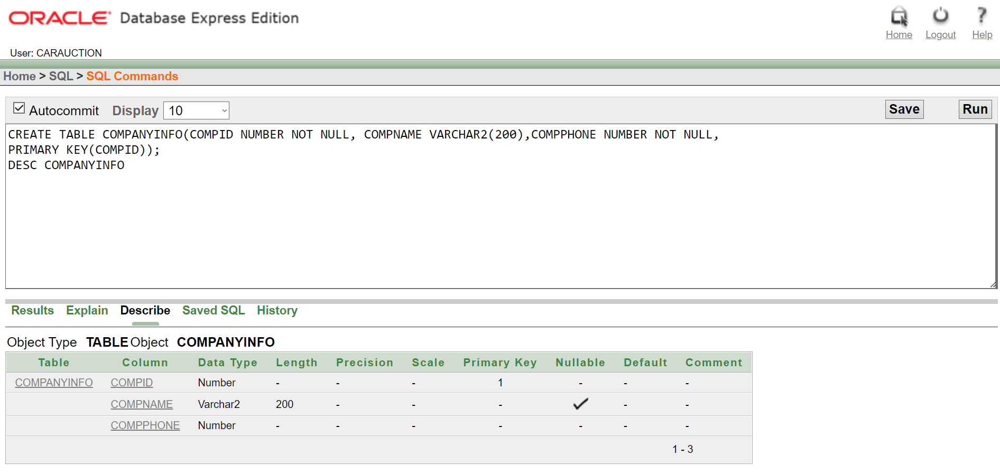 ORACLE Database Express Edition
Home Logout Help
User: CARAUCTION
Home > SQL > SQL Commands
Autocommit Display 10 Save Run
CREATE TABLE COMPANYINFO(COMPID NUMBER NOT NULL, COMPNAME VARCHAR2(200),COMPPHONE NUMBER NOT NULL,
PRIMARY KEY(COMPID));
DESC COMPANYINFO
Results Explain Describe Saved SQL History
Object Type TABLE Object COMPANYINFO
Table Column Data Type Length Precision Scale Primary Key Nullable Default Comment
COMPANYINFO COMPID Number - - - 1 - - -
COMPNAME Varchar2 200 - - - ✓ - -
COMPPHONE Number - - - - - - -
1 - 3